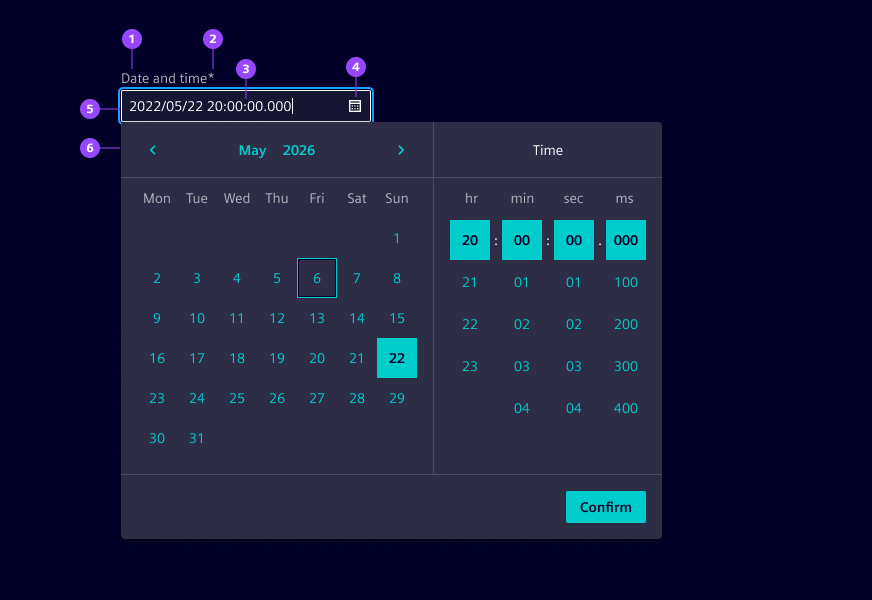 1 2
3 4
Date and time*
5 2022/05/22 20:00:00.000
6 May 2026 Time
Mon Tue Wed Thu Fri Sat Sun hr min sec ms
1 20 : 00 : 00 . 000
2 3 4 5 6 7 8 21 01 01 100
9 10 11 12 13 14 15 22 02 02 200
16 17 18 19 20 21 22 23 03 03 300
23 24 25 26 27 28 29 04 04 400
30 31
Confirm